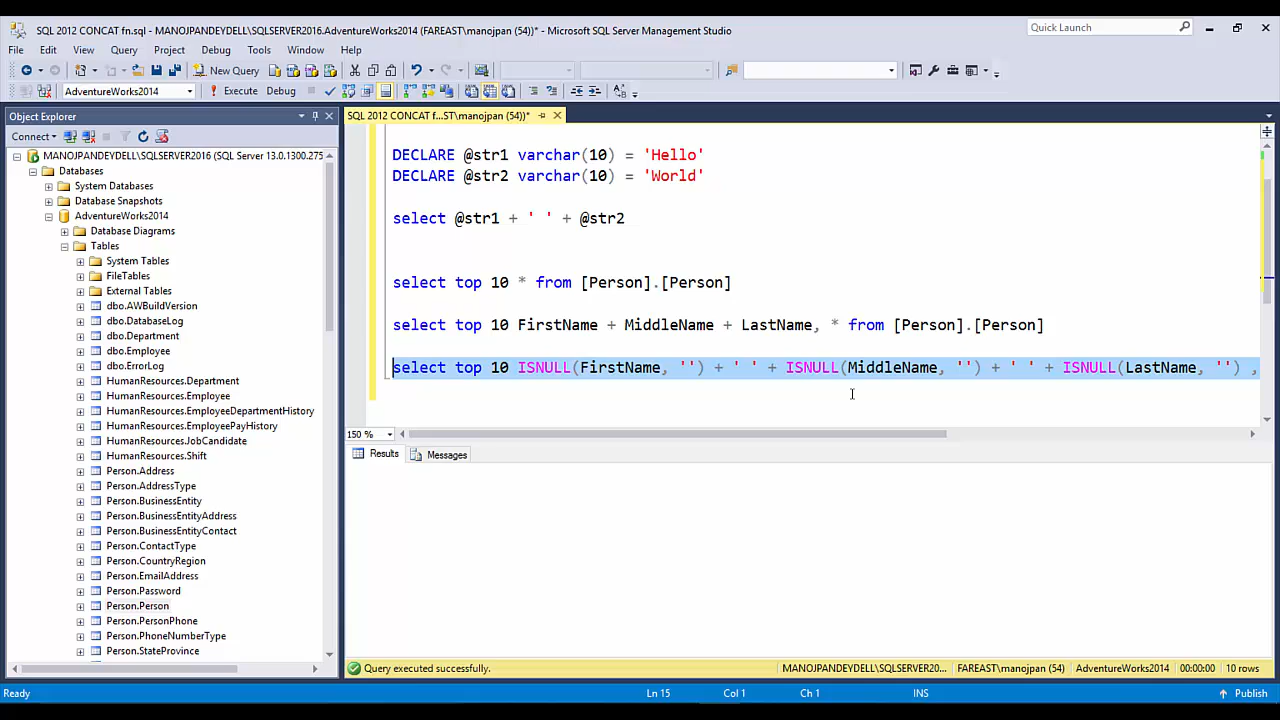 SQL 2012 CONCAT fn.sql - MANOJPANDEYDELL\SQLSERVER2016.AdventureWorks2014 (FAREAST\manojpan (54))* - Microsoft SQL Server Management Studio
Quick Launch
File Edit View Query Project Debug Tools Window Help
New Query
AdventureWorks2014
Execute Debug
Object Explorer
SQL 2012 CONCAT f...ST\manojpan (54))*
Connect
MANOJPANDEYDELL\SQLSERVER2016 (SQL Server 13.0.1300.275
Databases
System Databases
Database Snapshots
AdventureWorks2014
Database Diagrams
Tables
System Tables
FileTables
External Tables
dbo.AWBuildVersion
dbo.DatabaseLog
dbo.Department
dbo.Employee
dbo.ErrorLog
HumanResources.Department
HumanResources.Employee
HumanResources.EmployeeDepartmentHistory
HumanResources.EmployeePayHistory
HumanResources.JobCandidate
HumanResources.Shift
Person.Address
Person.AddressType
Person.BusinessEntity
Person.BusinessEntityAddress
Person.BusinessEntityContact
Person.ContactType
Person.CountryRegion
Person.EmailAddress
Person.Password
Person.Person
Person.PersonPhone
Person.PhoneNumberType
Person.StateProvince
DECLARE @str1 varchar(10) = 'Hello'
DECLARE @str2 varchar(10) = 'World'
select @str1 + ' ' + @str2
select top 10 * from [Person].[Person]
select top 10 FirstName + MiddleName + LastName, * from [Person].[Person]
select top 10 ISNULL(FirstName, '') + ' ' + ISNULL(MiddleName, '') + ' ' + ISNULL(LastName, '') ,
150 %
Results Messages
Query executed successfully.
MANOJPANDEYDELL\SQLSERVER20... FAREAST\manojpan (54) AdventureWorks2014 00:00:00 10 rows
Ready
Ln 15 Col 1 Ch 1 INS
Publish